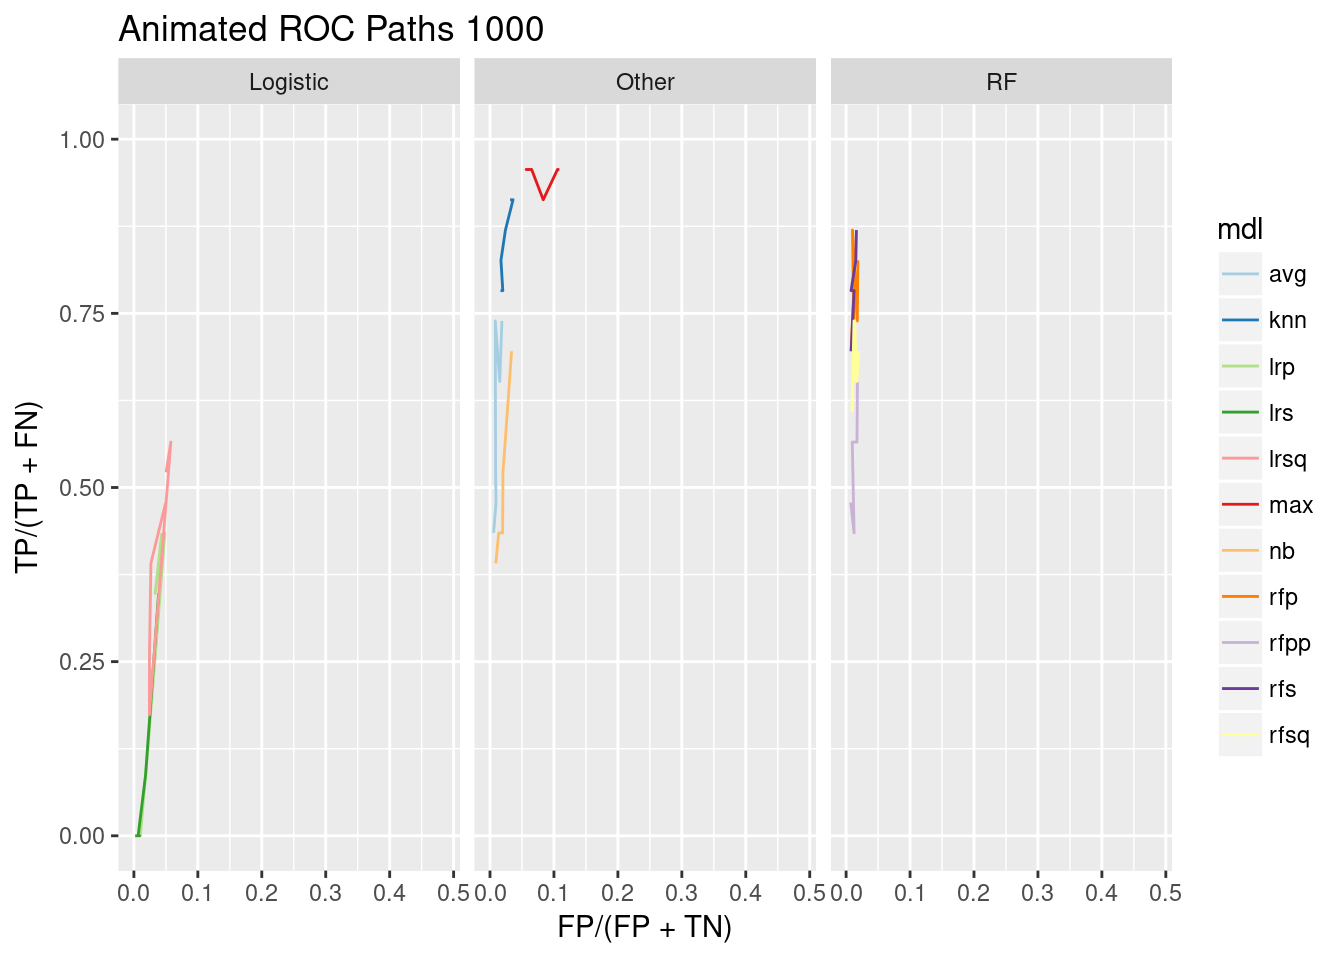 Animated ROC Paths 1000
Logistic Other RF
1.00
0.75
0.50
0.25
0.00
TP/(TP + FN)
0.0 0.1 0.2 0.3 0.4 0.5 0.0 0.1 0.2 0.3 0.4 0.5 0.0 0.1 0.2 0.3 0.4 0.5
FP/(FP + TN)
mdl
avg
knn
lrp
lrs
lrsq
max
nb
rfp
rfpp
rfs
rfsq